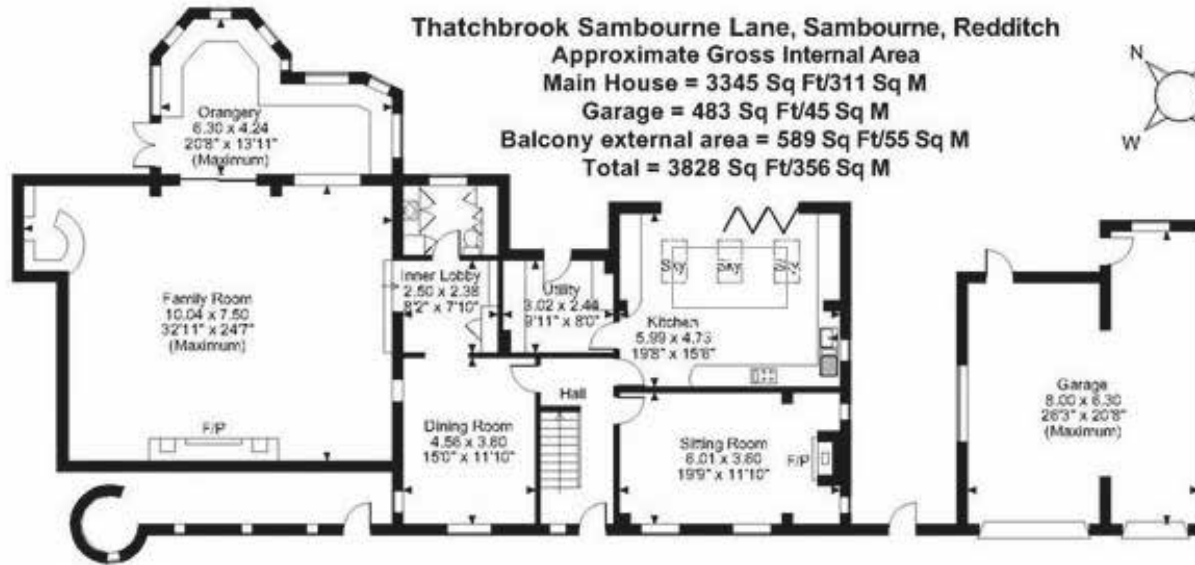 Thatchbrook Sambourne Lane, Sambourne, Redditch
Approximate Gross Internal Area
Main House = 3345 Sq Ft/311 Sq M
Garage = 483 Sq Ft/45 Sq M
Balcony external area = 589 Sq Ft/55 Sq M
Total = 3828 Sq Ft/356 Sq M
N
W
Orangery
6.30 x 4.24
20'8" x 13'11"
(Maximum)
Family Room
10.04 x 7.50
32'11" x 24'7"
(Maximum)
F/P
Inner Lobby
2.50 x 2.38
8'2" x 7'10"
Utility
3.02 x 2.44
9'11" x 8'0"
Sky
Sky
Sky
Kitchen
5.99 x 4.73
19'8" x 15'6"
Hall
Dining Room
4.56 x 3.60
15'0" x 11'10"
Sitting Room
6.01 x 3.60
19'9" x 11'10"
F/P
Garage
8.00 x 6.30
26'3" x 20'8"
(Maximum)